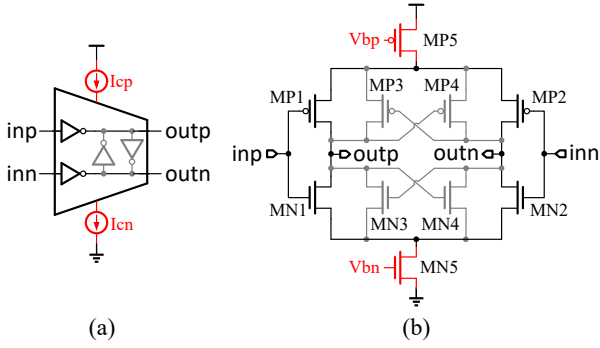 Icp
inp
outp
inn
outn
Icn
(a)
Vbp
MP5
MP3
MP4
MP1
MP2
inp
outp
outn
inn
MN1
MN3
MN4
MN2
Vbn
MN5
(b)